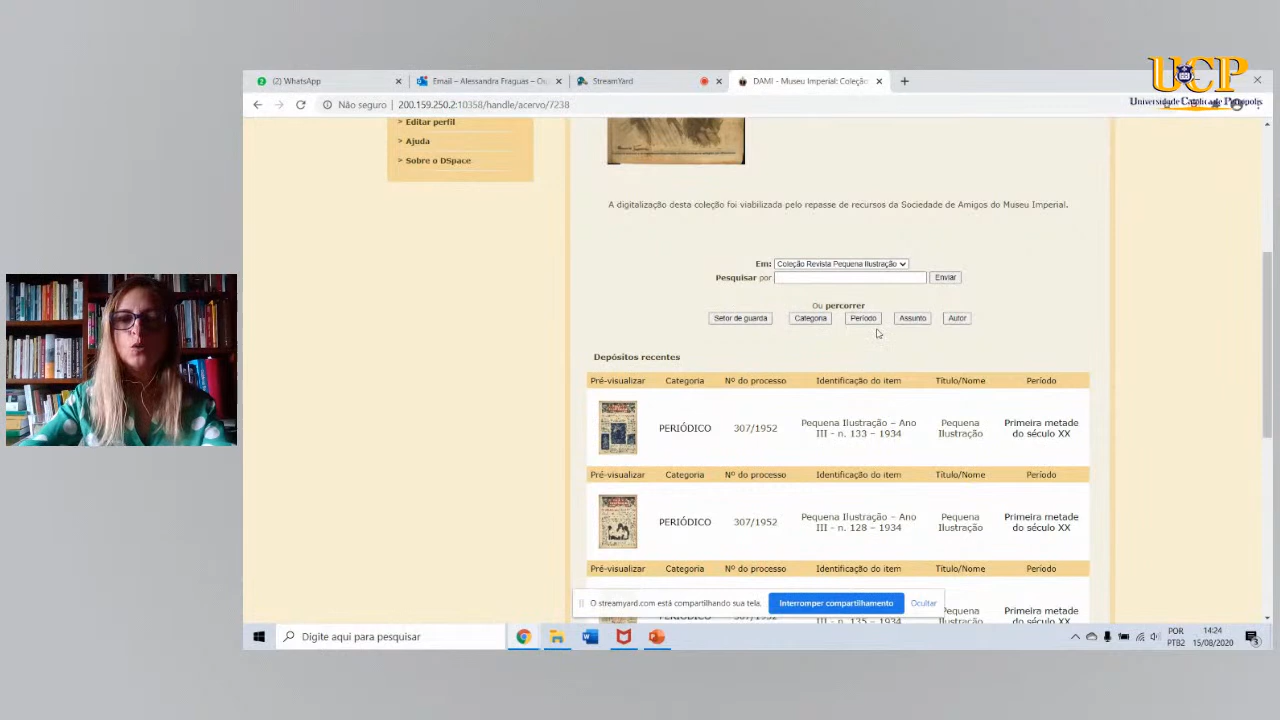 UCP
Universidade Católica de Petrópolis
(2) WhatsApp
Email – Alessandra Fraguas – Ou
StreamYard
DAMI - Museu Imperial: Coleção
Não seguro
200.159.250.2:10358/handle/acervo/7238
> Editar perfil
> Ajuda
> Sobre o DSpace
A digitalização desta coleção foi viabilizada pelo repasse de recursos da Sociedade de Amigos do Museu Imperial.
Em: Coleção Revista Pequena Ilustração
Pesquisar por Enviar
Ou percorrer
Setor de guarda Categoria Período Assunto Autor
Depósitos recentes
Pré-visualizar Categoria Nº do processo Identificação do item Título/Nome Período
PERIÓDICO 307/1952 Pequena Ilustração – Ano III - n. 133 – 1934 Pequena Ilustração Primeira metade do século XX
Pré-visualizar Categoria Nº do processo Identificação do item Título/Nome Período
PERIÓDICO 307/1952 Pequena Ilustração – Ano III - n. 128 – 1934 Pequena Ilustração Primeira metade do século XX
Pré-visualizar Categoria Nº do processo Identificação do item Título/Nome Período
Pequena Primeira metade do século XX
O streamyard.com está compartilhando sua tela. Interromper compartilhamento Ocultar
Digite aqui para pesquisar
POR
PTB2
14:24
15/08/2020